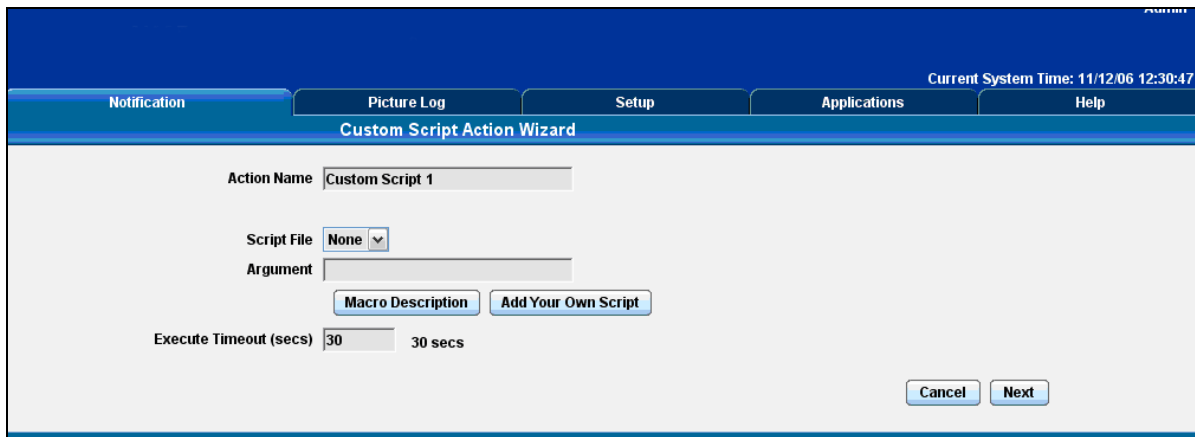 Admin
Current System Time: 11/12/06 12:30:47
Notification Picture Log Setup Applications Help
Custom Script Action Wizard
Action Name Custom Script 1
Script File None
Argument
Macro Description Add Your Own Script
Execute Timeout (secs) 30 30 secs
Cancel Next